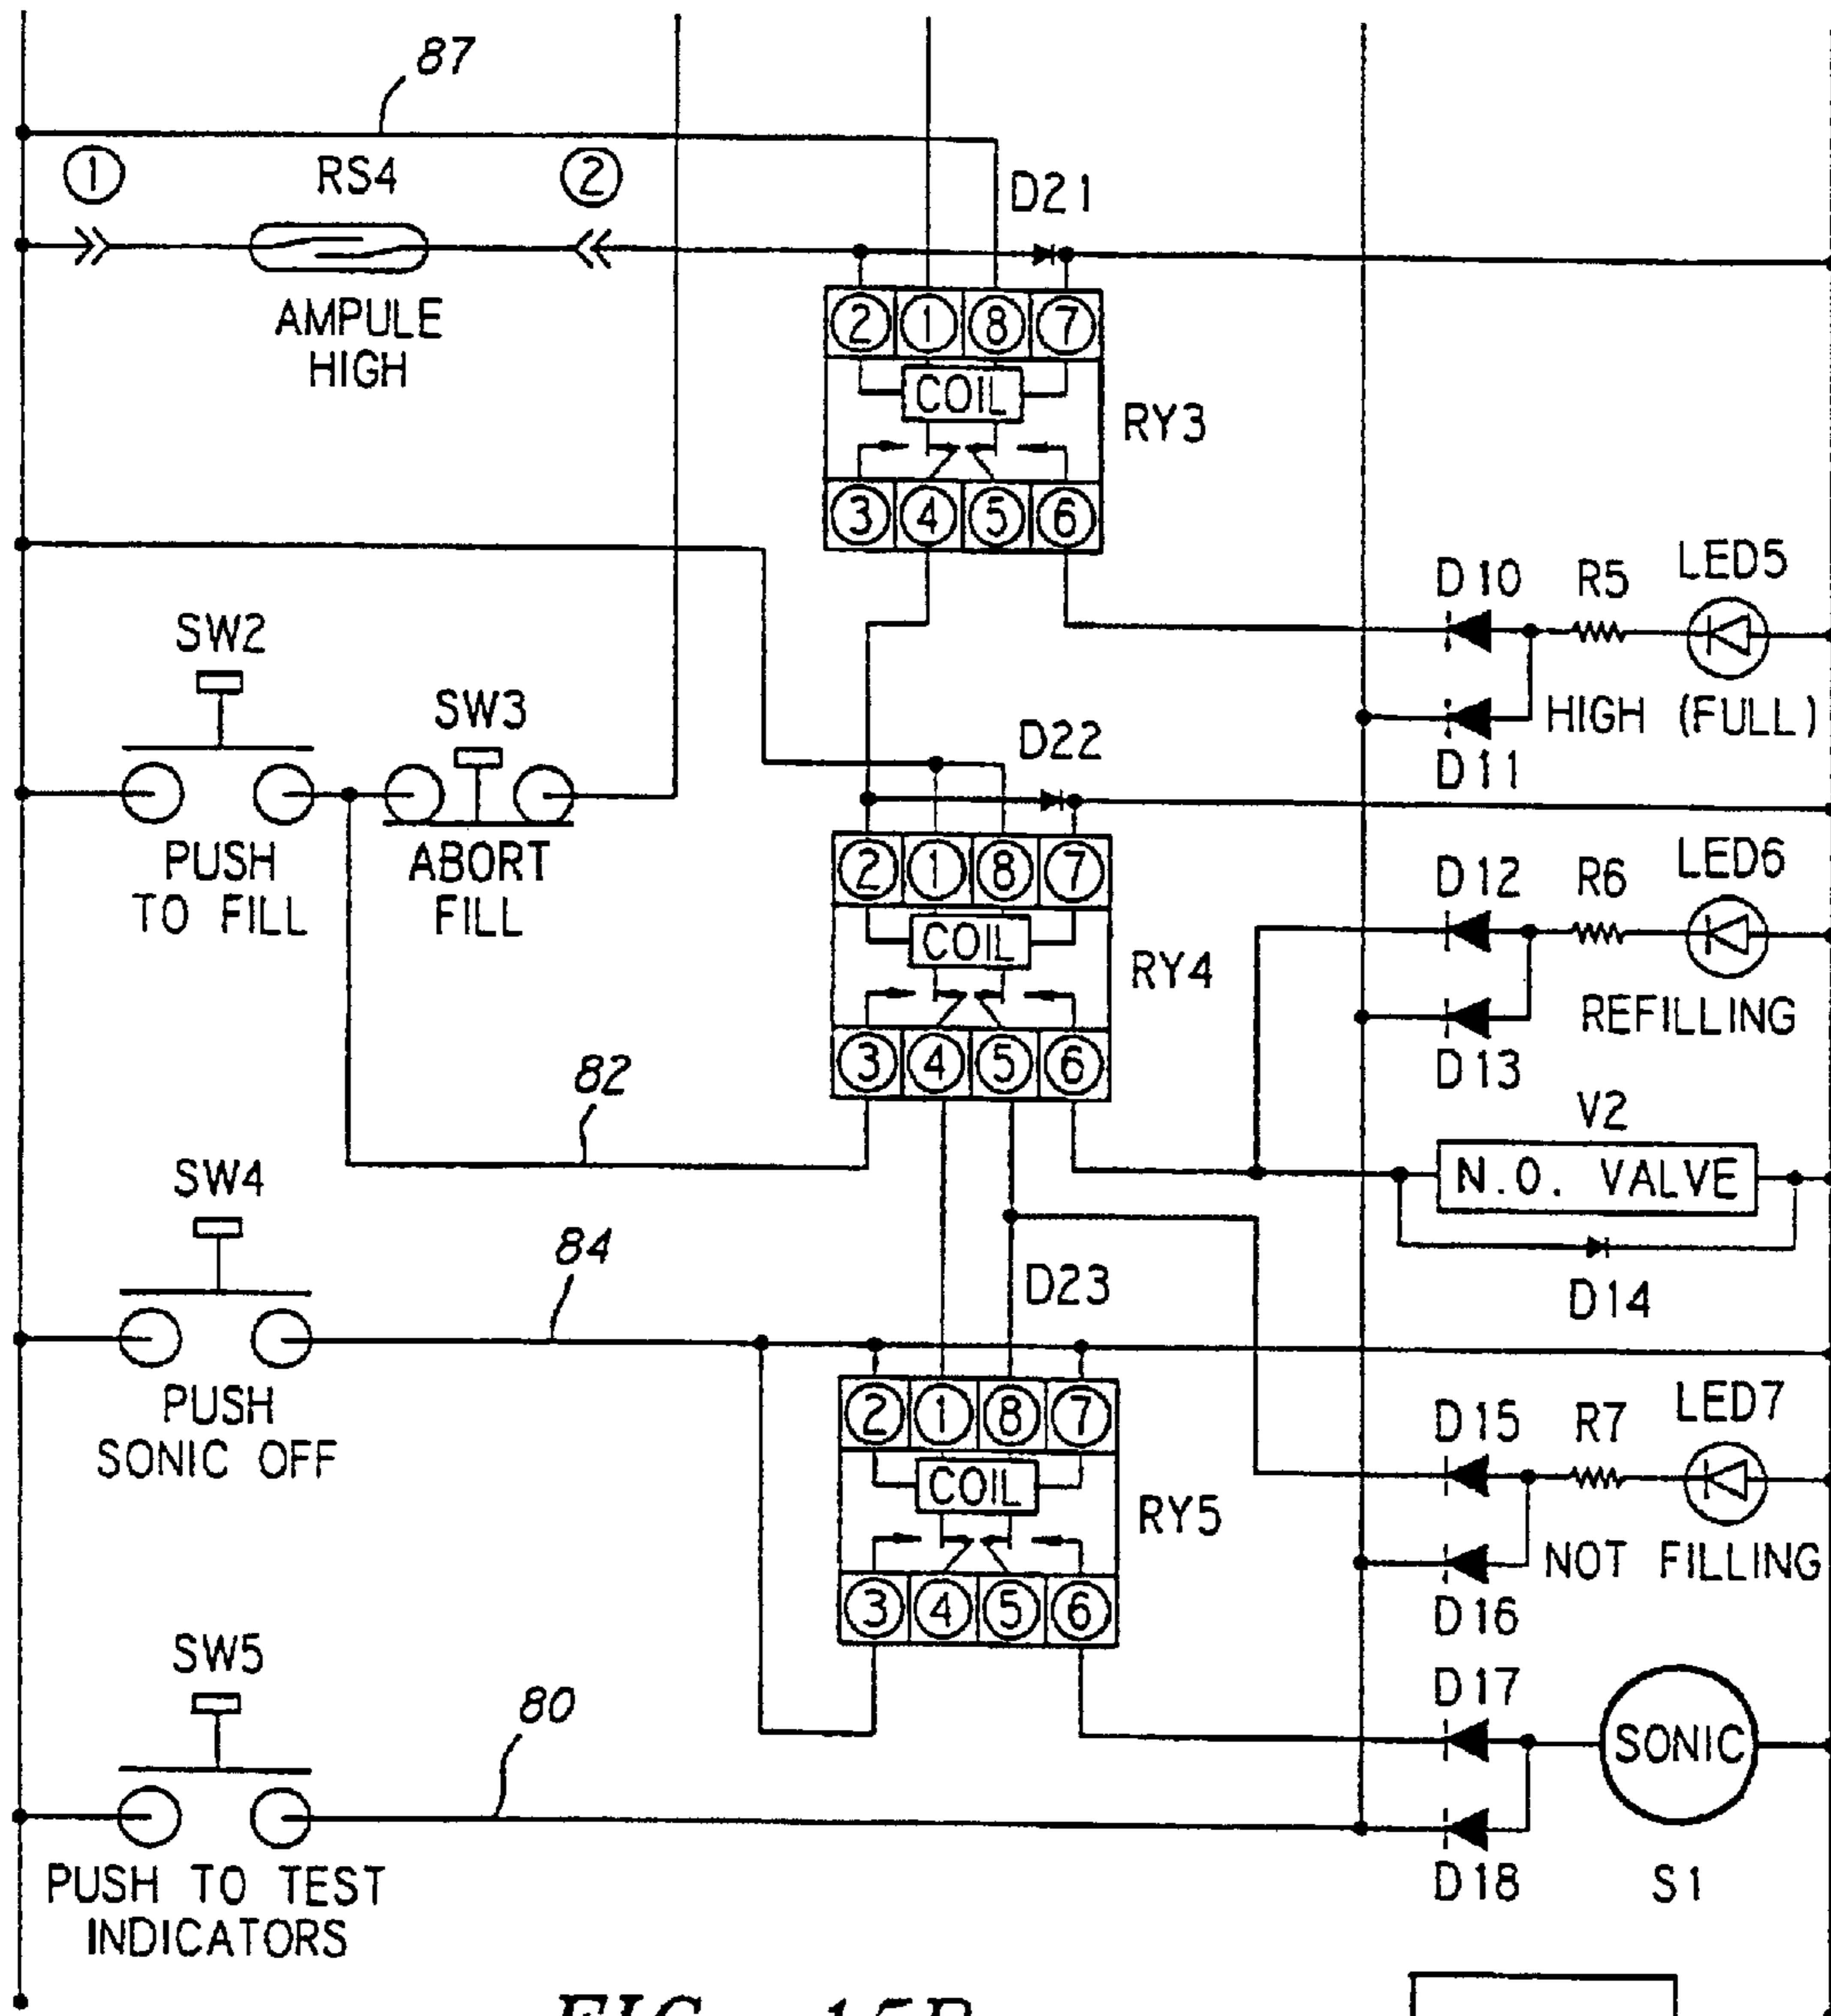 87
1 RS4 2
D21
AMPULE
HIGH
2 1 8 7
COIL
RY3
3 4 5 6
D10 R5 LED5
HIGH (FULL)
D11
SW2
SW3
PUSH
TO FILL
ABORT
FILL
D22
2 1 8 7
COIL
RY4
3 4 5 6
D12 R6 LED6
REFILLING
D13
82
V2
N.O. VALVE
D14
SW4
84
PUSH
SONIC OFF
D23
2 1 8 7
COIL
RY5
3 4 5 6
D15 R7 LED7
NOT FILLING
D16
SW5
80
PUSH TO TEST
INDICATORS
D17
SONIC
D18
S1
FIG. 15B